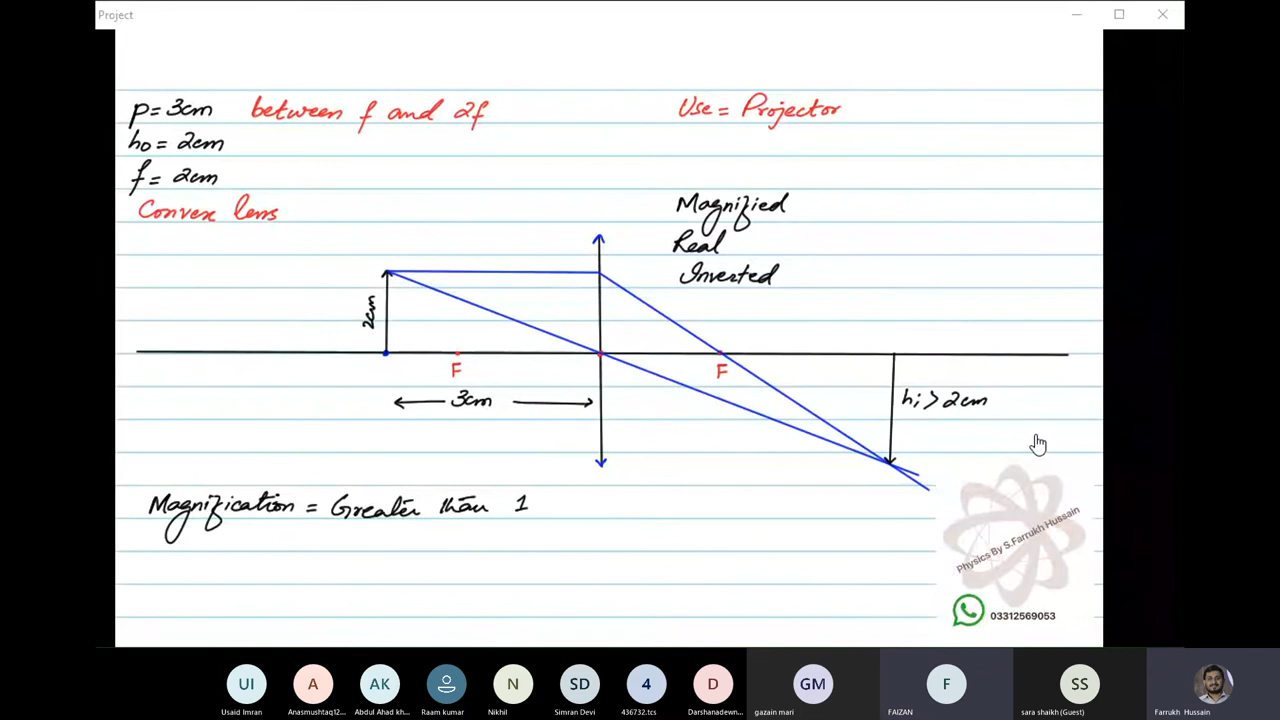 Project
p = 3cm between f and 2f
Use = Projector
ho = 2cm
f = 2cm
Convex lens
Magnified
Real
Inverted
2cm
F
F
3cm
hi > 2cm
Magnification = Greater than 1
Physics By S.Farrukh Hussain
03312569053
UI
A
AK
N
SD
4
D
GM
F
SS
Usaid Imran
Anasmushtaq12...
Abdul Ahad kh...
Raam kumar
Nikhil
Simran Devi
436732.tcs
Darshanadewn...
gazain mari
FAIZAN
sara shaikh (Guest)
Farrukh Hussain